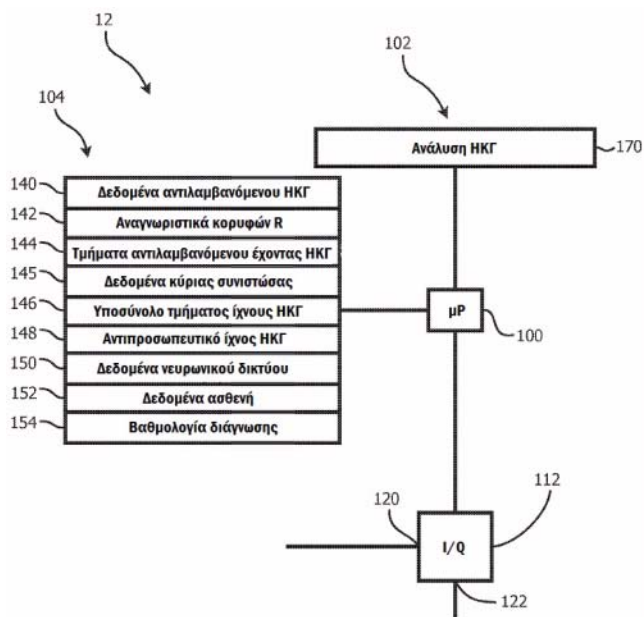 12
102
104
Ανάλυση ΗΚΓ
170
140
Δεδομένα αντιλαμβανόμενου ΗΚΓ
142
Αναγνωριστικά κορυφών R
144
Τμήματα αντιλαμβανόμενου έχοντας ΗΚΓ
145
Δεδομένα κύριας συνιστώσας
146
Υποσύνολο τμήματος ίχνους ΗΚΓ
μP
100
148
Αντιπροσωπευτικό ίχνος ΗΚΓ
150
Δεδομένα νευρωνικού δικτύου
152
Δεδομένα ασθενή
154
Βαθμολογία διάγνωσης
120
112
I/Q
122